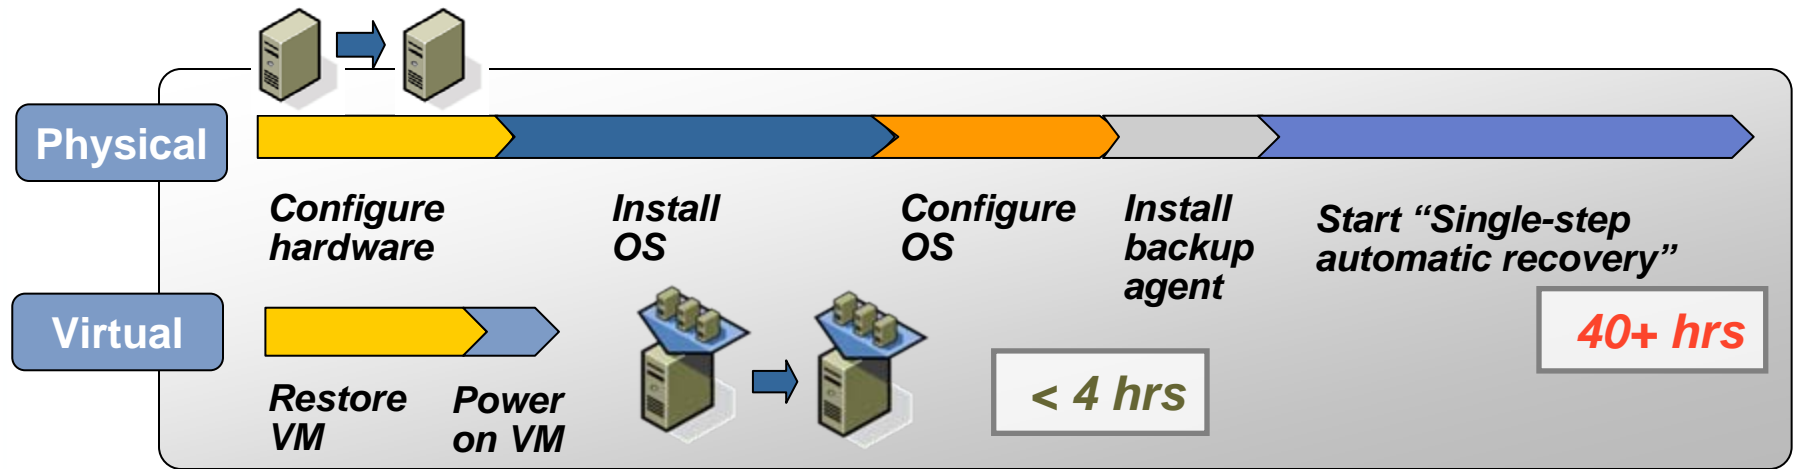 Physical
Configure
hardware
Install
OS
Configure
OS
Install
backup
agent
Start “Single-step
automatic recovery”
40+ hrs
Virtual
Restore
VM
Power
on VM
< 4 hrs